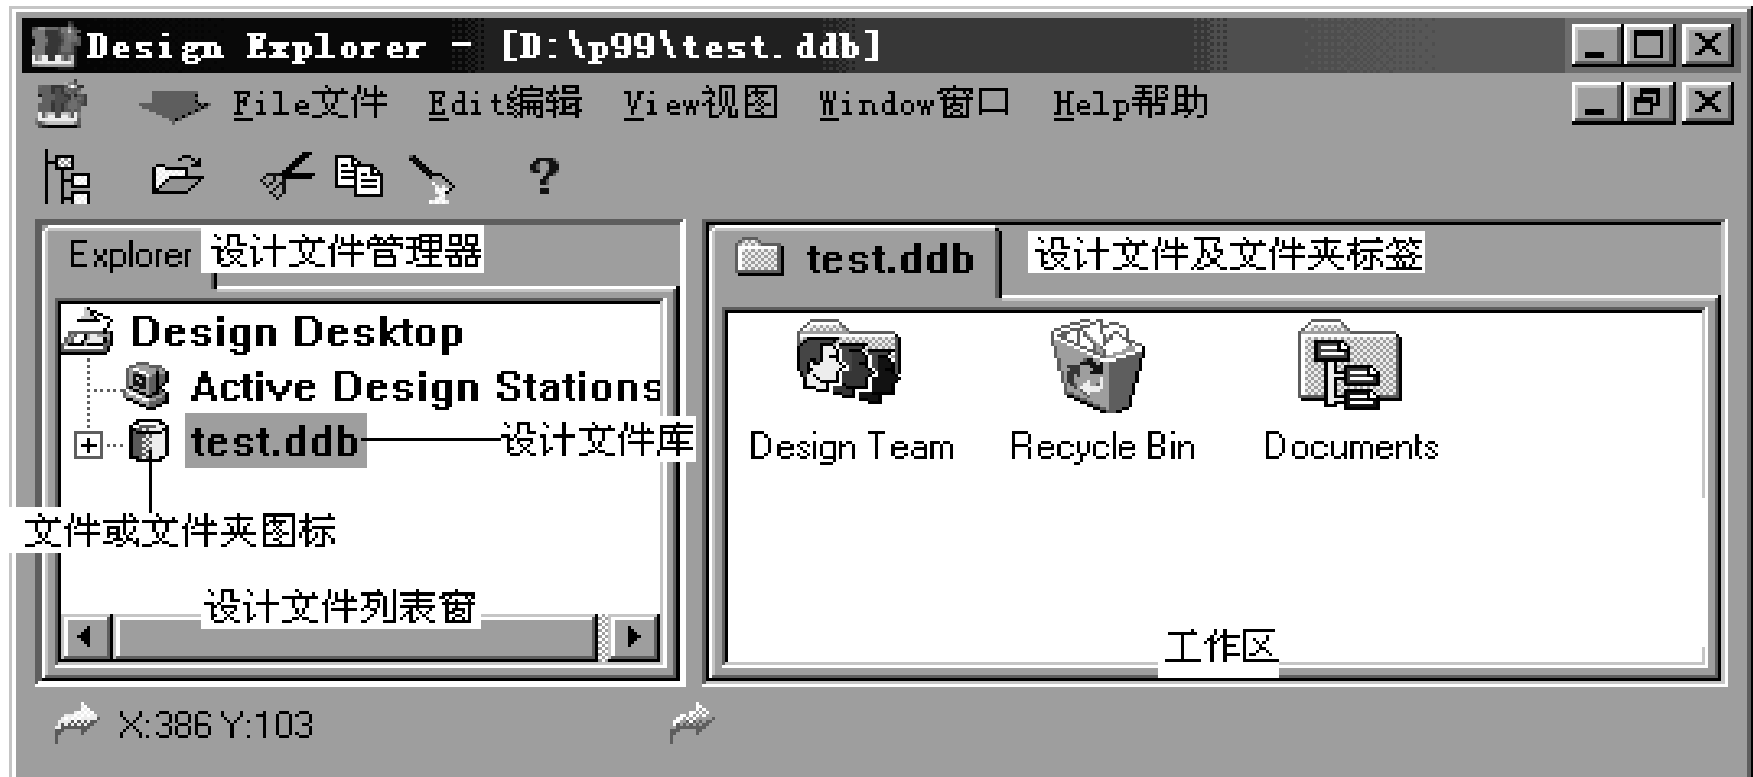 Design Explorer - [D:\p99\test.ddb]
File文件 Edit编辑 View视图 Window窗口 Help帮助
?
Explorer 设计文件管理器
test.ddb 设计文件及文件夹标签
Design Desktop
Active Design Stations
test.ddb 设计文件库
Design Team Recycle Bin Documents
文件或文件夹图标
设计文件列表窗
工作区
X:386 Y:103